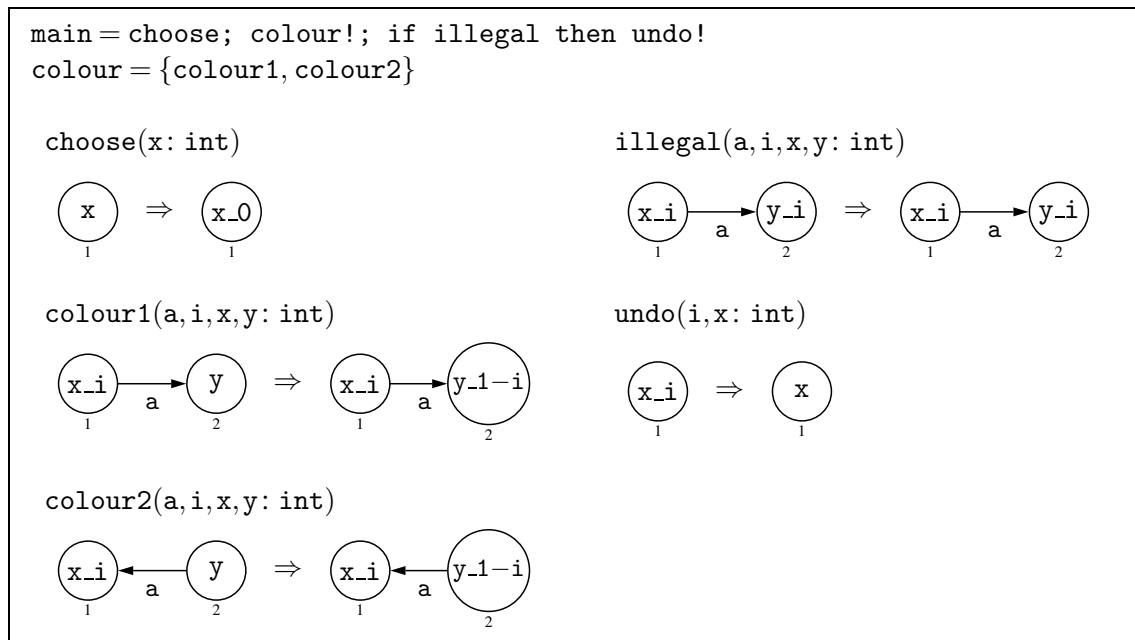 main = choose; colour!; if illegal then undo!
colour = {colour1, colour2}
choose(x: int)
x ⇒ x_0
1 1
illegal(a, i, x, y: int)
x_i a y_i ⇒ x_i a y_i
1 2 1 2
colour1(a, i, x, y: int)
x_i a y ⇒ x_i a y_1−i
1 2 1 2
undo(i, x: int)
x_i ⇒ x
1 1
colour2(a, i, x, y: int)
x_i a y ⇒ x_i a y_1−i
1 2 1 2